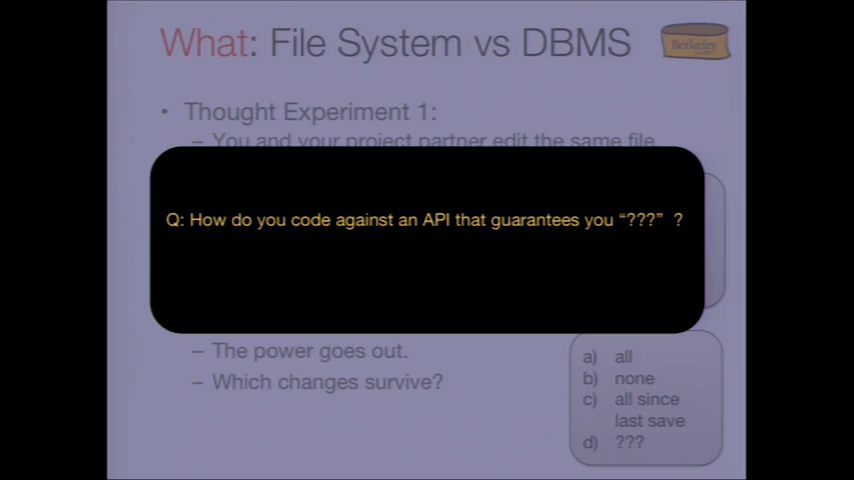 What: File System vs DBMS
Berkeley
• Thought Experiment 1:
– You and your project partner edit the same file.
Q: How do you code against an API that guarantees you “???” ?
– The power goes out.
– Which changes survive?
a) all
b) none
c) all since
last save
d) ???